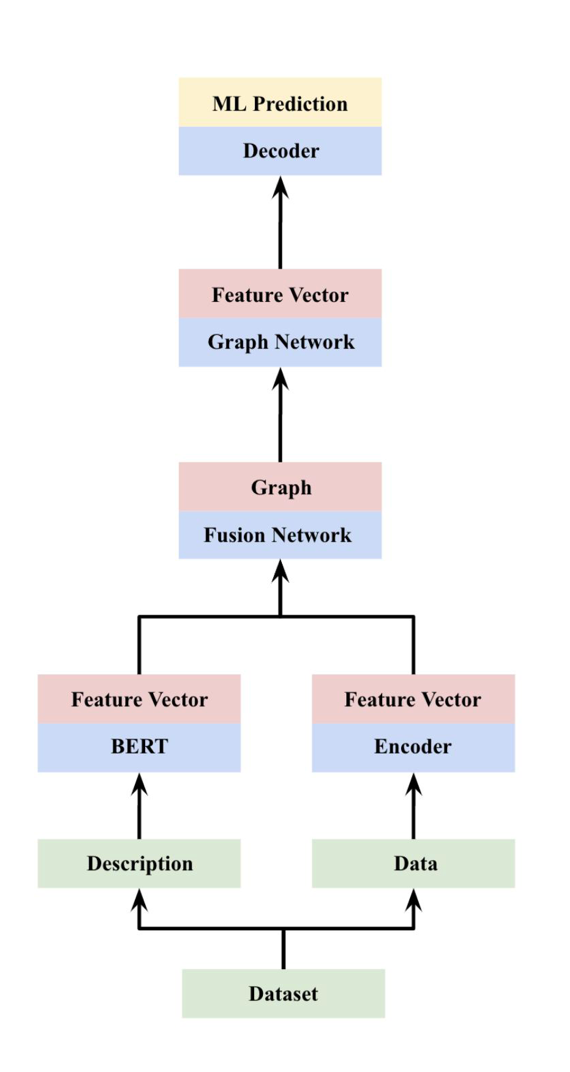 ML Prediction
Decoder
Feature Vector
Graph Network
Graph
Fusion Network
Feature Vector
BERT
Feature Vector
Encoder
Description
Data
Dataset